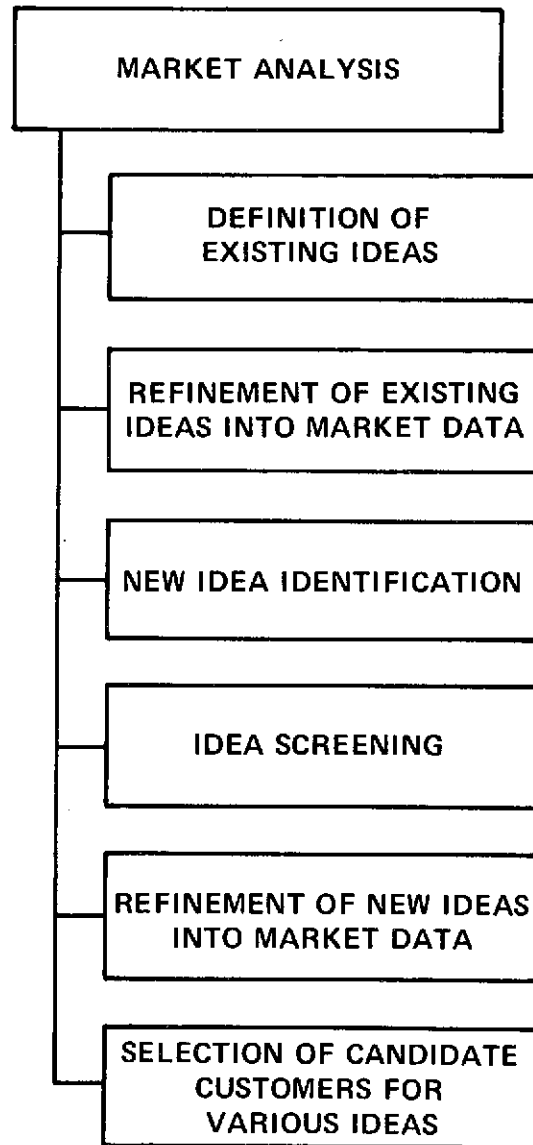 MARKET ANALYSIS
DEFINITION OF
EXISTING IDEAS
REFINEMENT OF EXISTING
IDEAS INTO MARKET DATA
NEW IDEA IDENTIFICATION
IDEA SCREENING
REFINEMENT OF NEW IDEAS
INTO MARKET DATA
SELECTION OF CANDIDATE
CUSTOMERS FOR
VARIOUS IDEAS